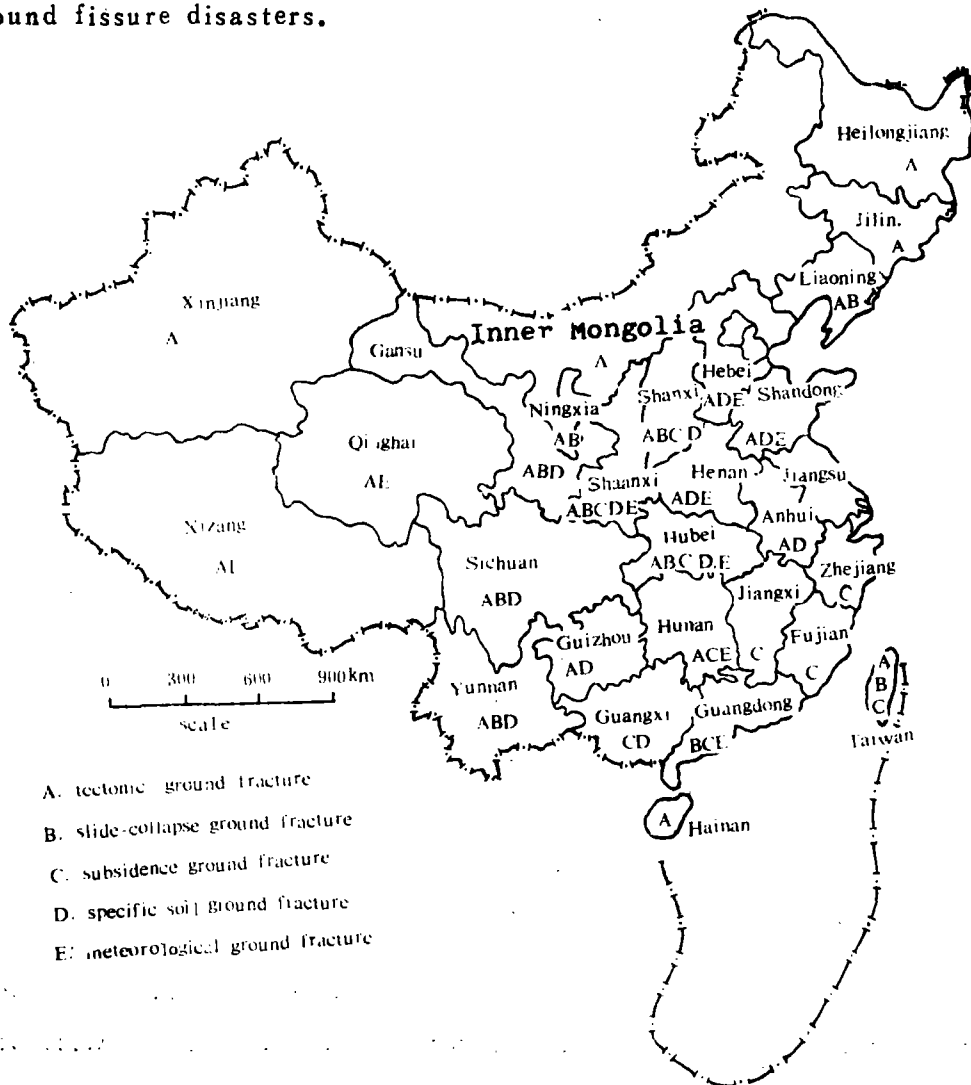 ound fissure disasters.
Heilongjiang
A
Jilin.
A
Liaoning
AB
Xinjiang
A
Gansu
Inner Mongolia
A
Hebei
ADE
Shanxi
ABCD
Shandong
ADE
Ningxia
AB
ABD
Qinghai
AE
Shaanxi
ABCDE
Henan
ADE
Jiangsu
Anhui
AD
Xizang
Sichuan
ABD
Hubei
ABCD.E
Zhejiang
C
Jiangxi
C
Hunan
ACE
Fujian
C
Guizhou
AD
Yunnan
ABD
Guangxi
CD
Guangdong
BCE
A
B
C
Taiwan
A
Hainan
0 300 600 900km
scale
A. tectonic ground fracture
B. slide-collapse ground fracture
C. subsidence ground fracture
D. specific soil ground fracture
E. meteorological ground fracture